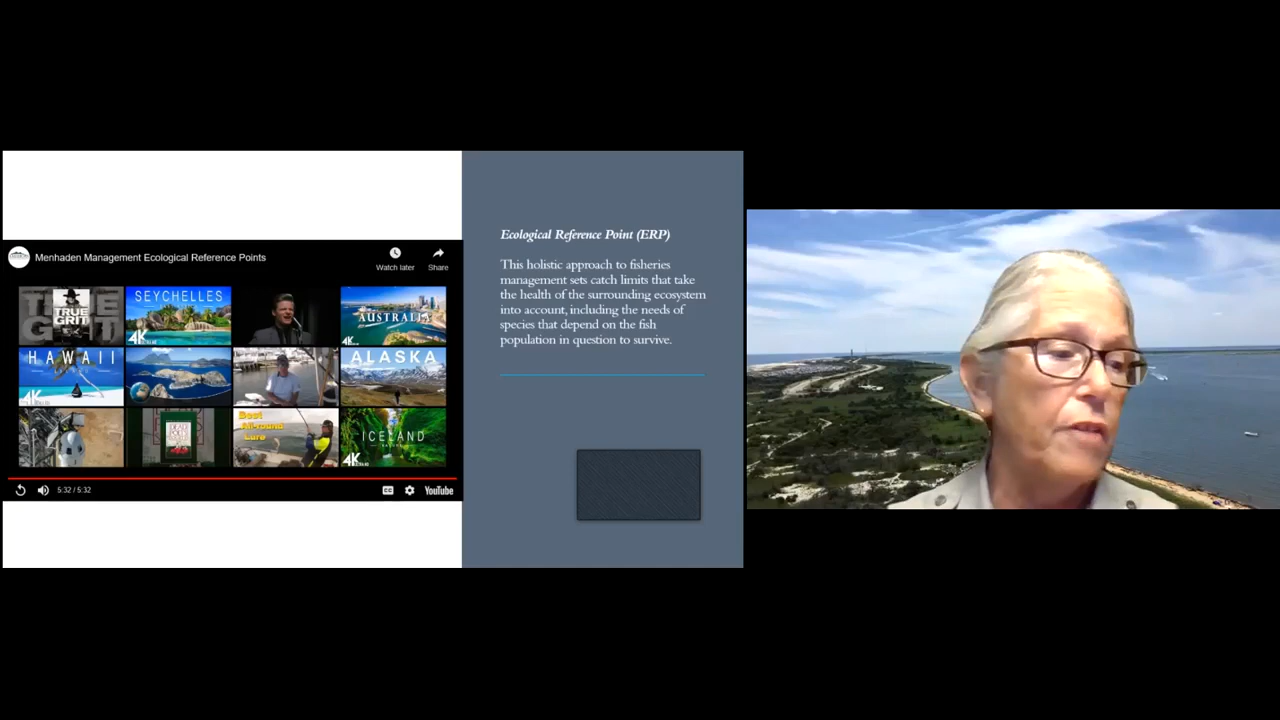 Menhaden Management Ecological Reference Points
Watch later
Share
TRUE GRIT
TRUE
GRIT
SEYCHELLES
4K
AUSTRALIA
4K
HAWAII
4K
ALASKA
Best
All-round
Lure
ICELAND
4K
5:32 / 5:32
CC
YouTube
Ecological Reference Point (ERP)
This holistic approach to fisheries
management sets catch limits that take
the health of the surrounding ecosystem
into account, including the needs of
species that depend on the fish
population in question to survive.